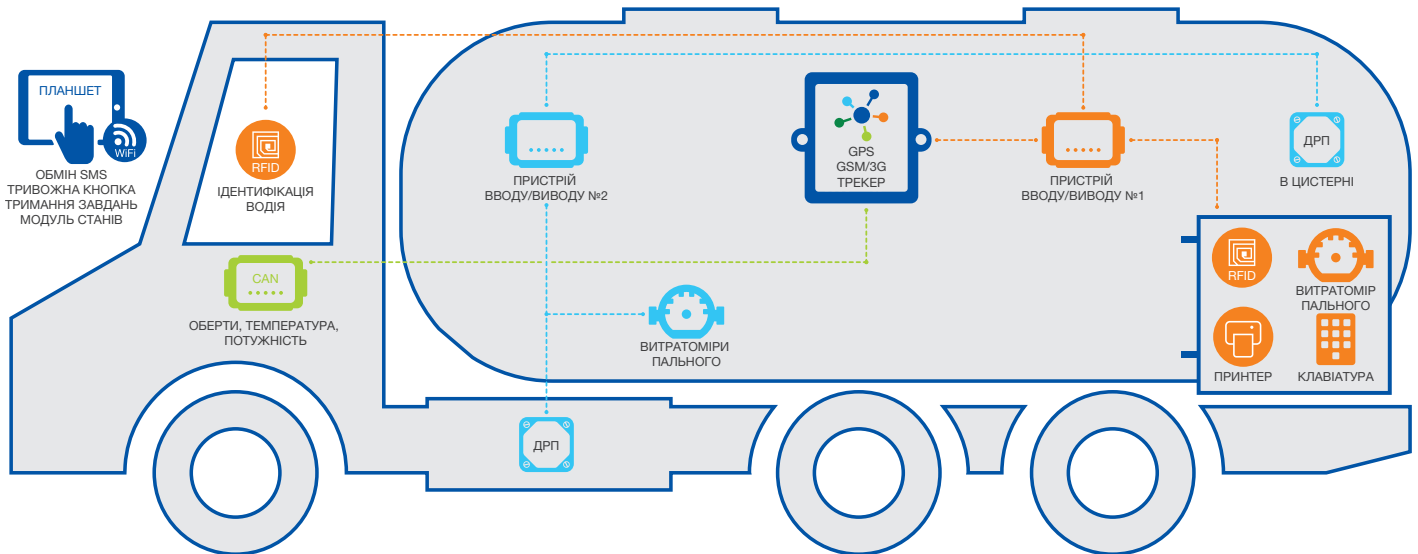 ПЛАНШЕТ
WiFi
ОБМІН SMS
ТРИВОЖНА КНОПКА
ТРИМАННЯ ЗАВДАНЬ
МОДУЛЬ СТАНІВ
RFID
ІДЕНТИФІКАЦІЯ
ВОДІЯ
CAN
ОБЕРТИ, ТЕМПЕРАТУРА,
ПОТУЖНІСТЬ
ПРИСТРІЙ
ВВОДУ/ВИВОДУ №2
ВИТРАТОМІРИ
ПАЛЬНОГО
ДРП
GPS
GSM/3G
ТРЕКЕР
ПРИСТРІЙ
ВВОДУ/ВИВОДУ №1
ДРП
В ЦИСТЕРНІ
RFID
ВИТРАТОМІР
ПАЛЬНОГО
ПРИНТЕР
КЛАВІАТУРА